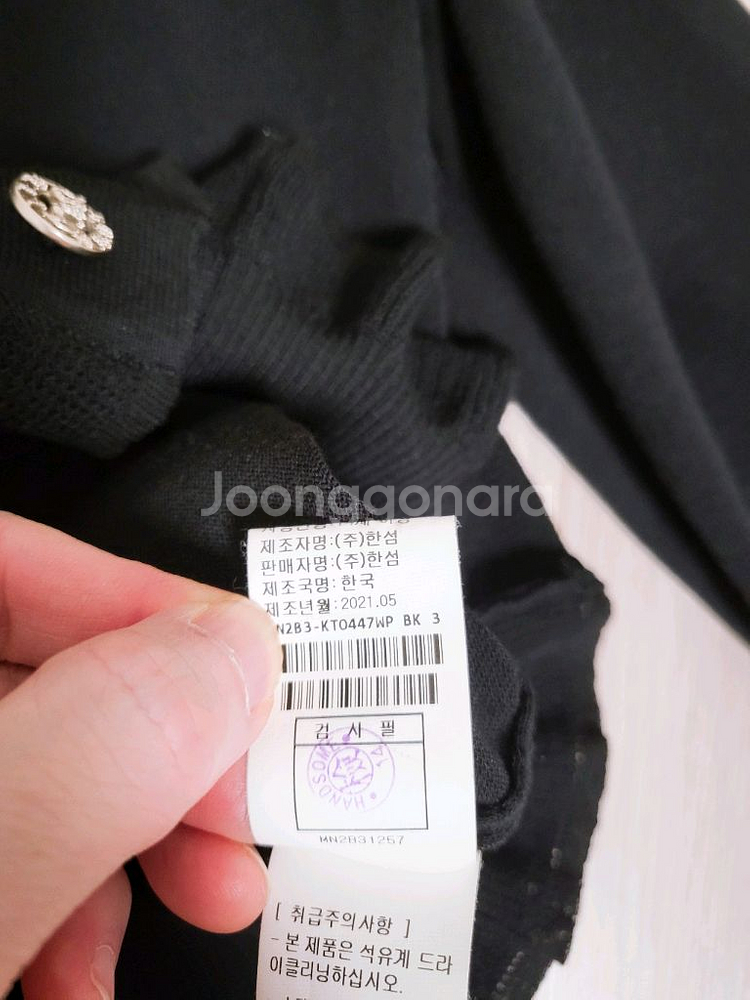 Joonggonara
제조자명:(주)한섬
판매자명:(주)한섬
제조국명: 한국
제조년월: 2021.05
N2B3-KT0447WP BK 3
검 사 필
HANDSOME
14
MN2B31257
[ 취급주의사항 ]
- 본 제품은 석유계 드라
이클리닝하십시오.